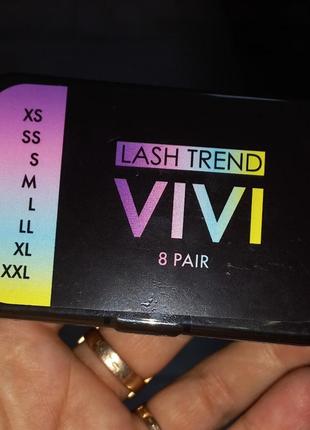 XS
SS
S
M
L
LL
XL
XXL
LASH TREND
VIVI
8 PAIR